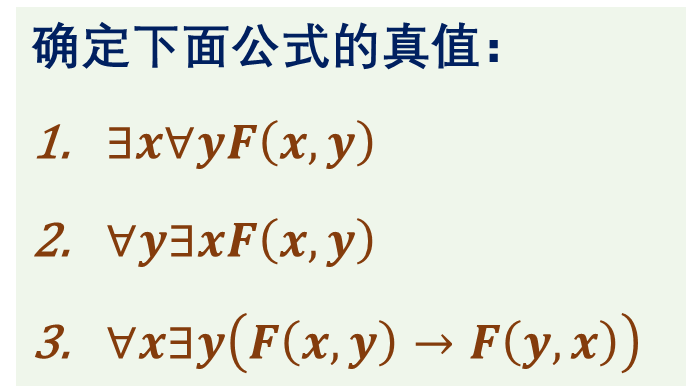 确定下面公式的真值：
1. ∃x∀yF(x, y)
2. ∀y∃xF(x, y)
3. ∀x∃y(F(x, y) → F(y, x))